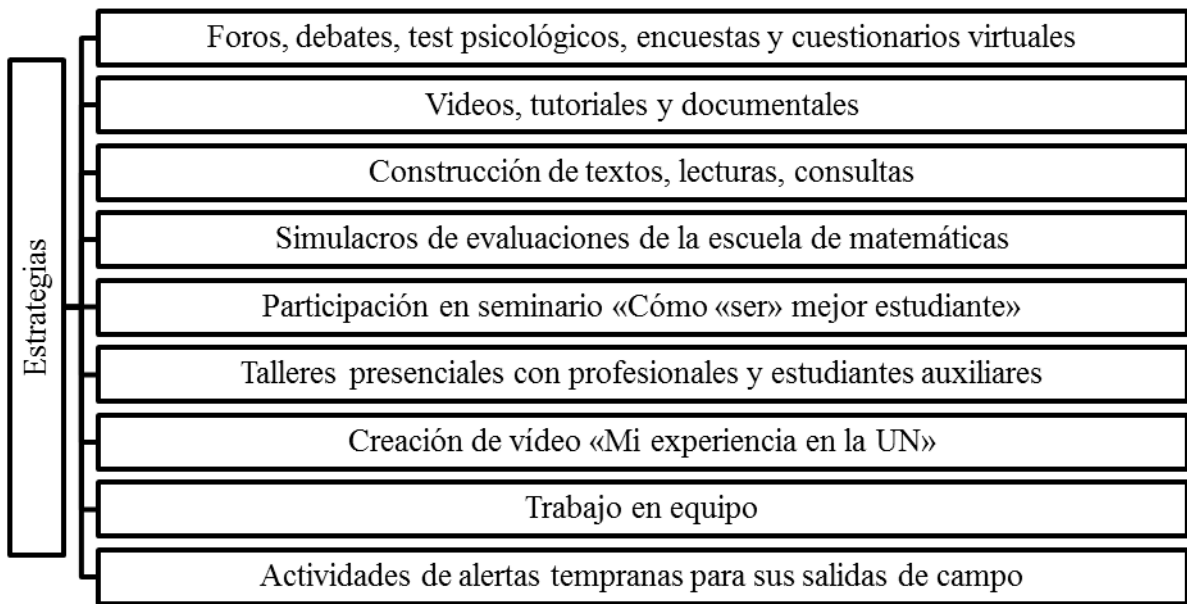 Estrategias
Foros, debates, test psicológicos, encuestas y cuestionarios virtuales
Videos, tutoriales y documentales
Construcción de textos, lecturas, consultas
Simulacros de evaluaciones de la escuela de matemáticas
Participación en seminario «Cómo «ser» mejor estudiante»
Talleres presenciales con profesionales y estudiantes auxiliares
Creación de vídeo «Mi experiencia en la UN»
Trabajo en equipo
Actividades de alertas tempranas para sus salidas de campo